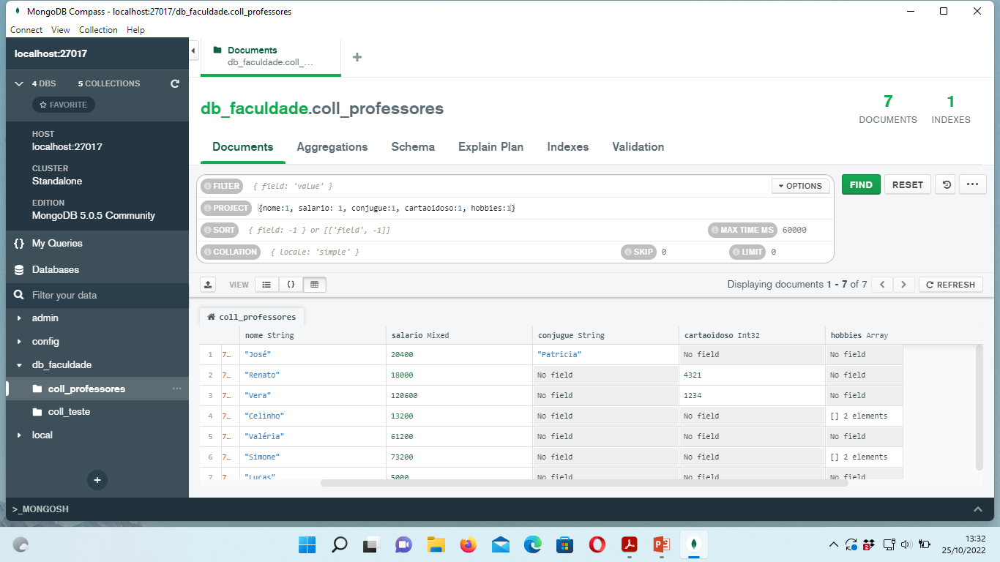 MongoDB Compass - localhost:27017/db_faculdade.coll_professores
Connect View Collection Help
localhost:27017
4 DBS 5 COLLECTIONS
FAVORITE
HOST
localhost:27017
CLUSTER
Standalone
EDITION
MongoDB 5.0.5 Community
{} My Queries
Databases
Filter your data
admin
config
db_faculdade
coll_professores ...
coll_teste
local
+
Documents
db_faculdade.coll_...
+
db_faculdade.coll_professores
7
DOCUMENTS
1
INDEXES
Documents Aggregations Schema Explain Plan Indexes Validation
FILTER { field: 'value' } OPTIONS FIND RESET ...
PROJECT {nome:1, salario: 1, conjugue:1, cartaoidoso:1, hobbies:1}
SORT { field: -1 } or [['field', -1]] MAX TIME MS 60000
COLLATION { locale: 'simple' } SKIP 0 LIMIT 0
VIEW {} Displaying documents 1 - 7 of 7 < > REFRESH
coll_professores
nome String salario Mixed conjugue String cartaoidoso Int32 hobbies Array
1 7... "José" 20400 "Patricia" No field No field
2 7... "Renato" 18000 No field 4321 No field
3 7... "Vera" 120600 No field 1234 No field
4 7... "Celinho" 13200 No field No field [] 2 elements
5 7... "Valéria" 61200 No field No field No field
6 7... "Simone" 73200 No field No field [] 2 elements
7 7... "Lucas" 5000 No field No field No field
>_MONGOSH
2
13:32
25/10/2022